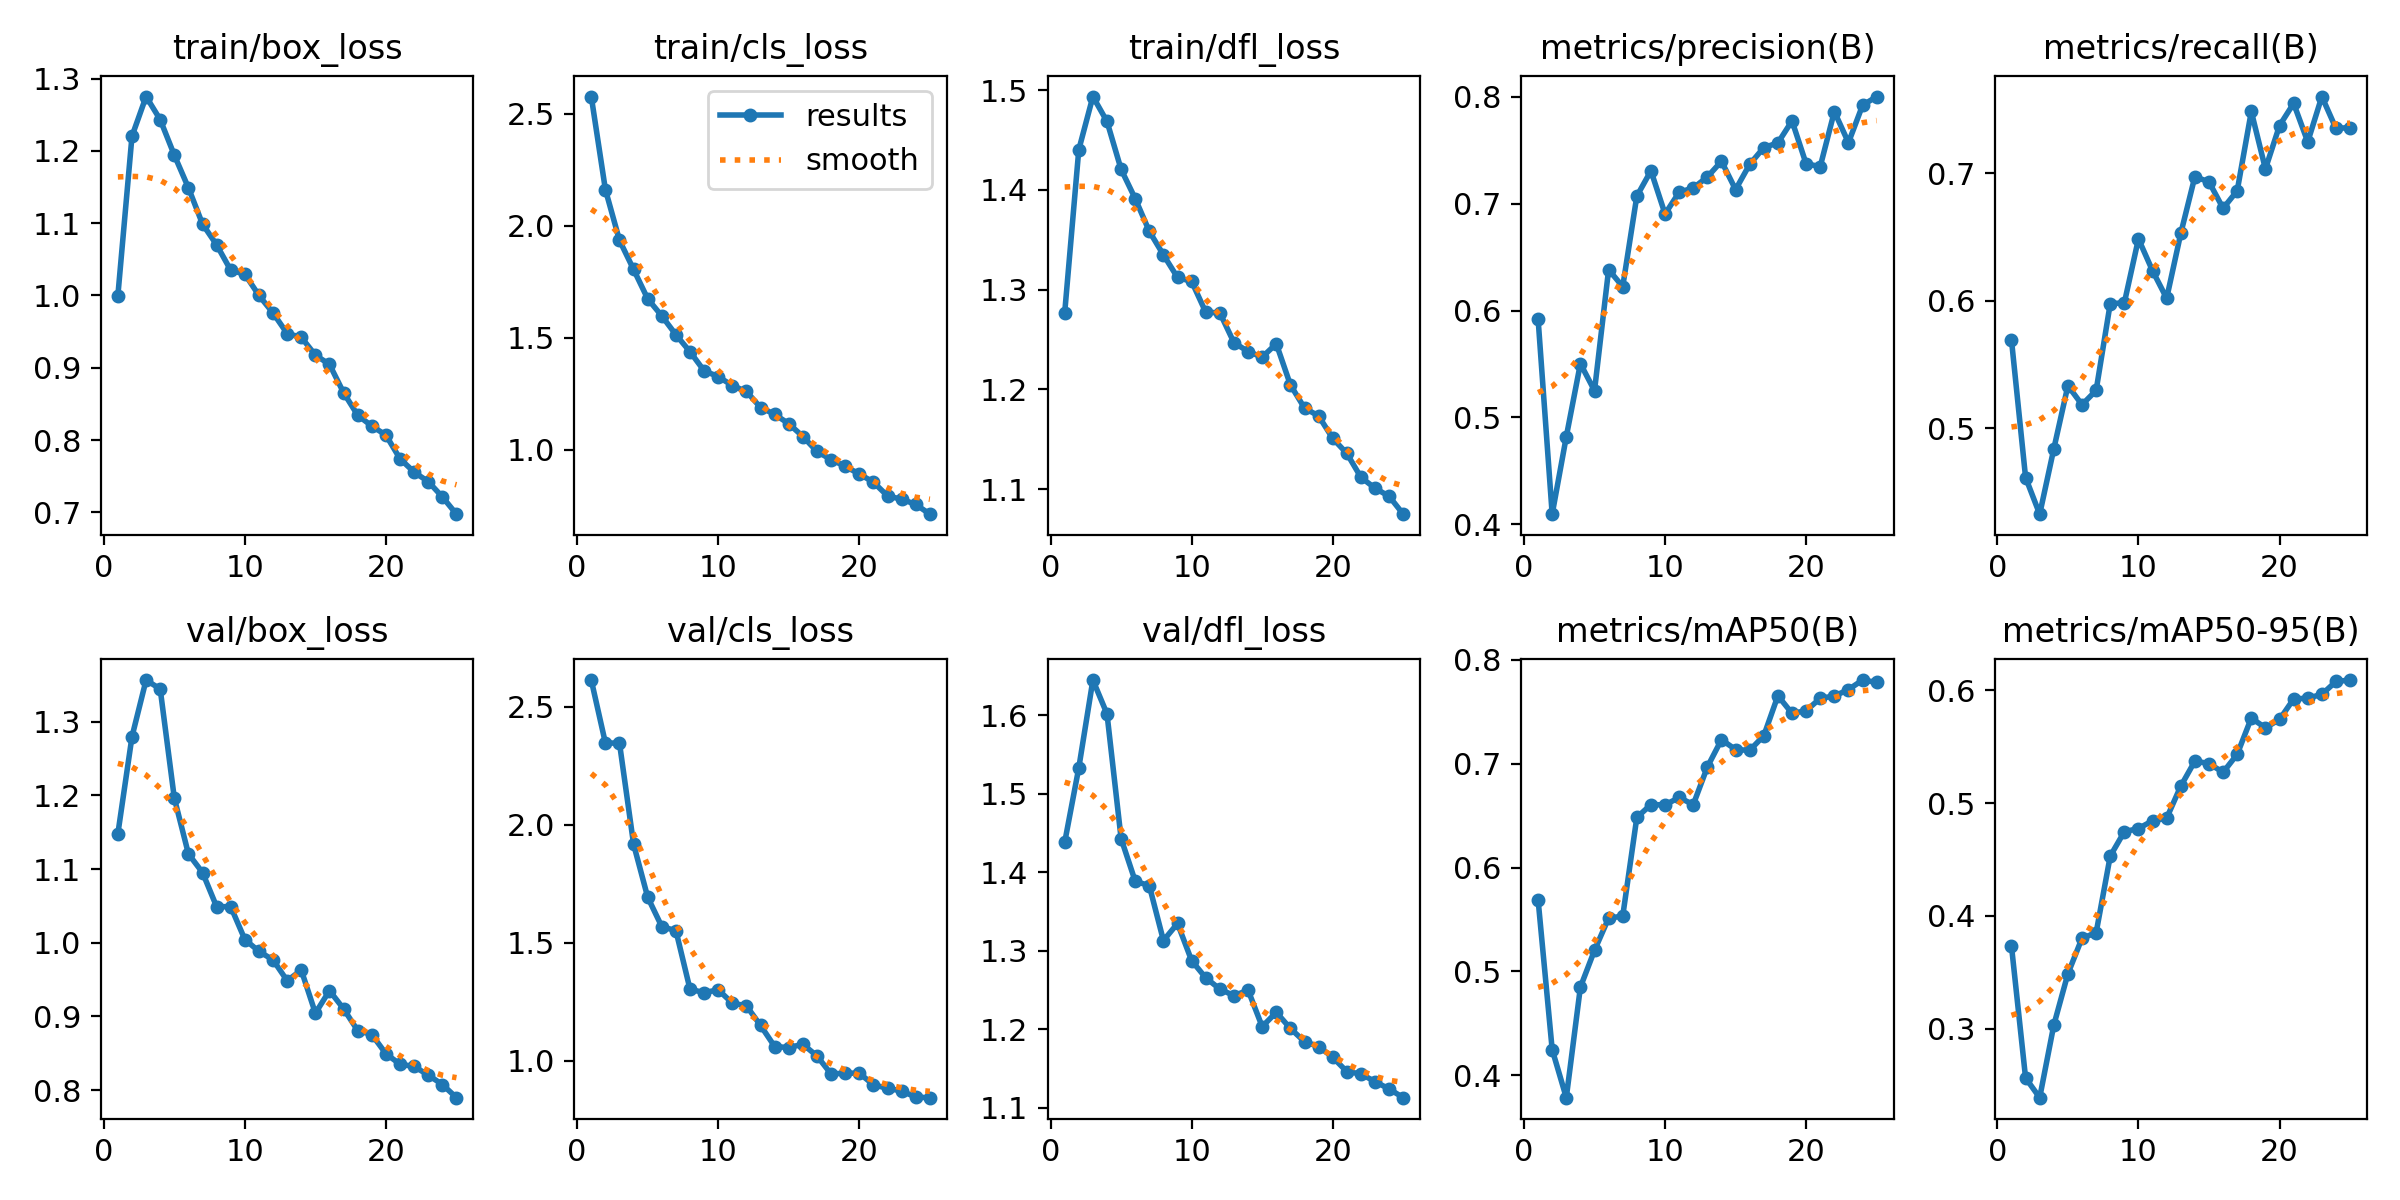 train/box_loss
1.3
1.2
1.1
1.0
0.9
0.8
0.7
0 10 20
train/cls_loss
results
smooth
2.5
2.0
1.5
1.0
0 10 20
train/dfl_loss
1.5
1.4
1.3
1.2
1.1
0 10 20
metrics/precision(B)
0.8
0.7
0.6
0.5
0.4
0 10 20
metrics/recall(B)
0.7
0.6
0.5
0 10 20
val/box_loss
1.3
1.2
1.1
1.0
0.9
0.8
0 10 20
val/cls_loss
2.5
2.0
1.5
1.0
0 10 20
val/dfl_loss
1.6
1.5
1.4
1.3
1.2
1.1
0 10 20
metrics/mAP50(B)
0.8
0.7
0.6
0.5
0.4
0 10 20
metrics/mAP50-95(B)
0.6
0.5
0.4
0.3
0 10 20